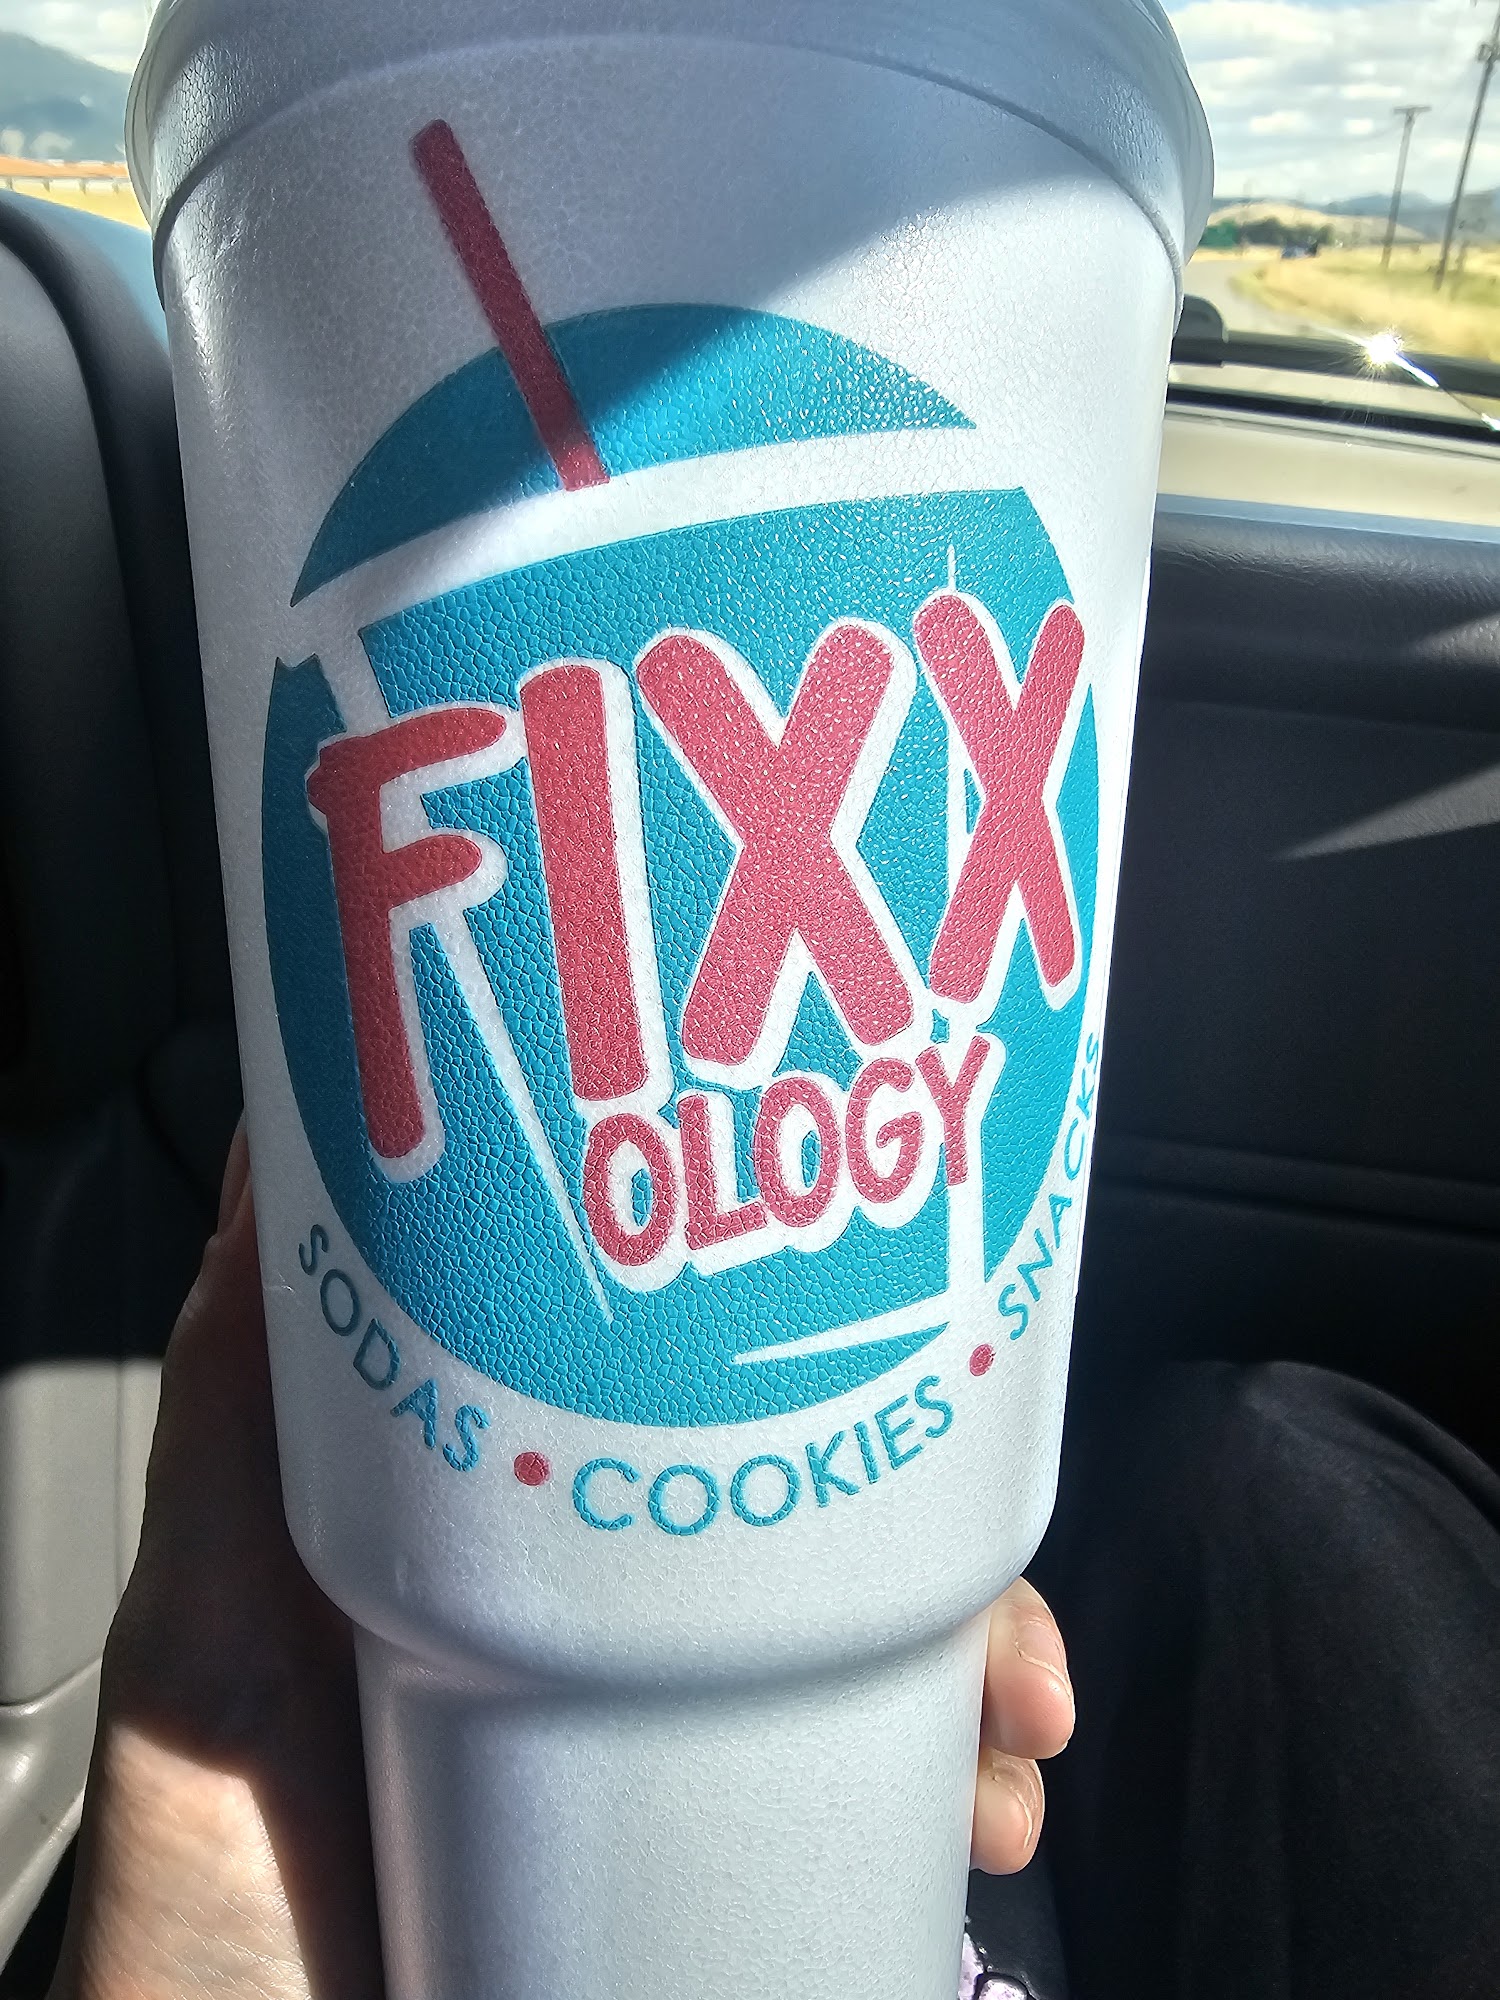 FIXX
OLOGY
SODAS • COOKIES • SNACKS